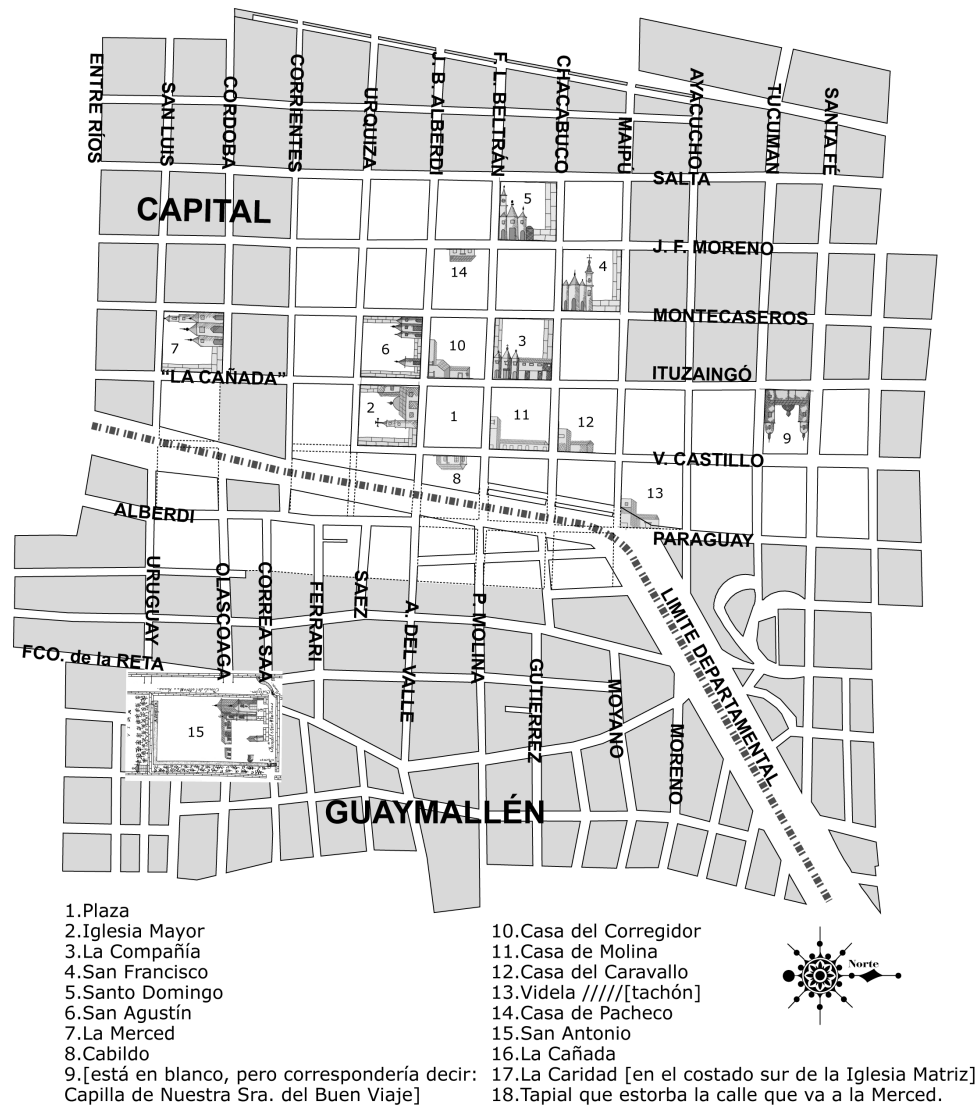 ENTRE RÍOS
SAN LUIS
CORDOBA
CORRIENTES
URQUIZA
J. B. ALBERDI
F. L. BELTRÁN
CHACABUCO
MAIPÚ
AYACUCHO
TUCUMAN
SANTA FÉ
SALTA
CAPITAL
5
J. F. MORENO
14
4
MONTECASEROS
7
6
10
3
ITUZAINGÓ
"LA CAÑADA"
2
1
11
12
9
V. CASTILLO
8
13
ALBERDI
PARAGUAY
URUGUAY
OLASCOAGA
CORREA SAA
FERRARI
SAEZ
A. DEL VALLE
P. MOLINA
GUTIERREZ
MOYANO
MORENO
LIMITE DEPARTAMENTAL
FCO. de la RETA
15
GUAYMALLÉN
1.Plaza
2.Iglesia Mayor
3.La Compañía
4.San Francisco
5.Santo Domingo
6.San Agustín
7.La Merced
8.Cabildo
9.[está en blanco, pero correspondería decir:
Capilla de Nuestra Sra. del Buen Viaje]
10.Casa del Corregidor
11.Casa de Molina
12.Casa del Caravallo
13.Videla /////[tachón]
14.Casa de Pacheco
15.San Antonio
16.La Cañada
17.La Caridad [en el costado sur de la Iglesia Matriz]
18.Tapial que estorba la calle que va a la Merced.
Norte